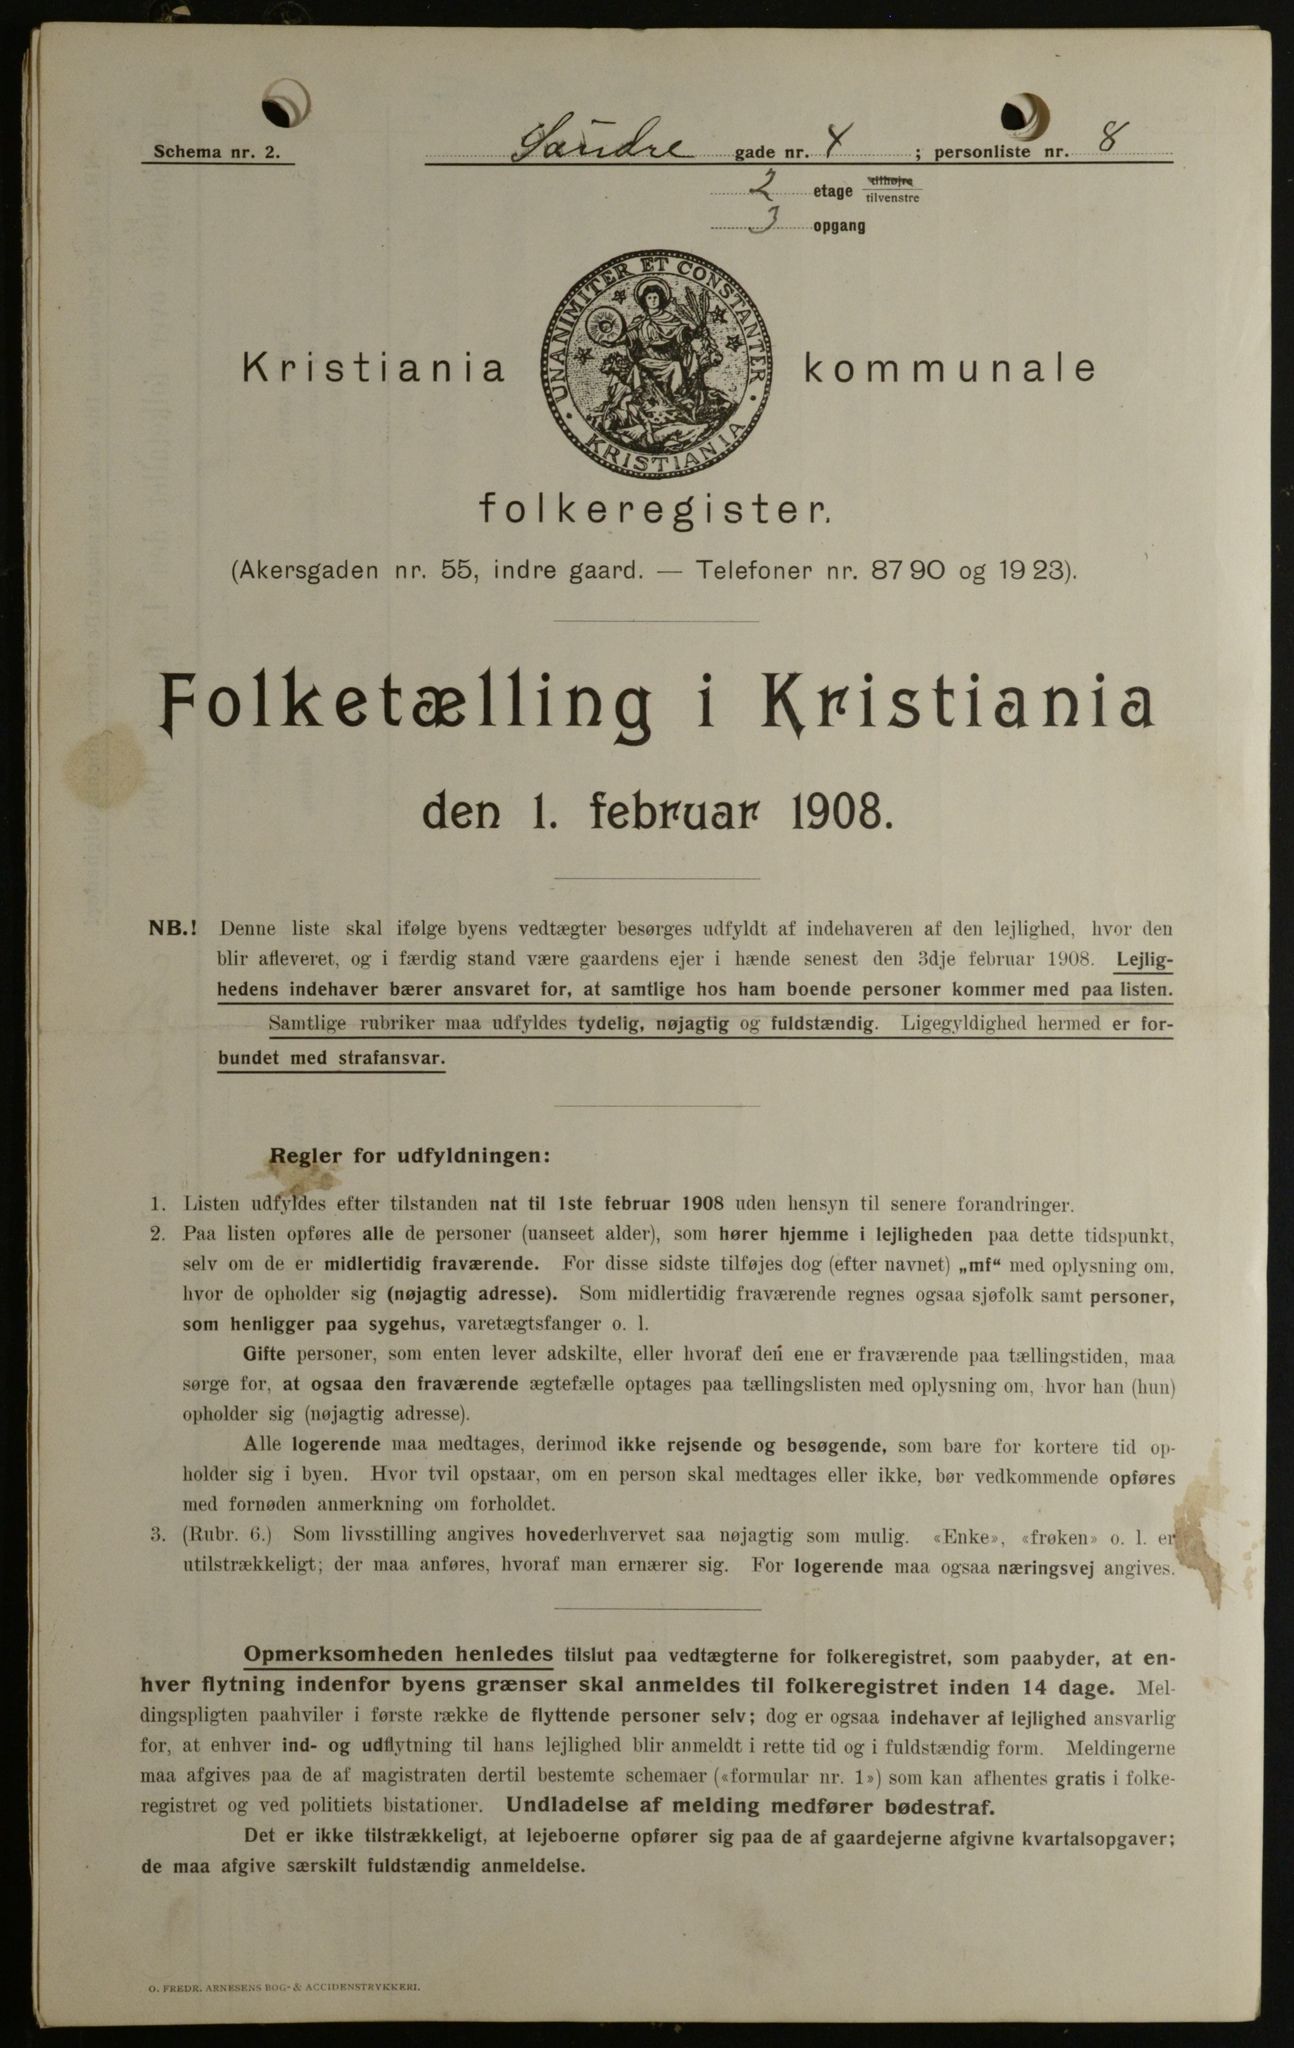 Schema nr. 2. Søndre gade nr. 4 ; personliste nr. 8
2 etage tilhøjre
tilvenstre
3 opgang
UNANIMITER ET CONSTANTER
KRISTIANIA
Kristiania kommunale
folkeregister.
(Akersgaden nr. 55, indre gaard. — Telefoner nr. 87 90 og 19 23).
Folketælling i Kristiania
den 1. februar 1908.
NB.! Denne liste skal ifølge byens vedtægter besørges udfyldt af indehaveren af den lejlighed, hvor den
blir afleveret, og i færdig stand være gaardens ejer i hænde senest den 3dje februar 1908. Lejlig-
hedens indehaver bærer ansvaret for, at samtlige hos ham boende personer kommer med paa listen.
Samtlige rubriker maa udfyldes tydelig, nøjagtig og fuldstændig. Ligegyldighed hermed er for-
bundet med strafansvar.
Regler for udfyldningen:
1. Listen udfyldes efter tilstanden nat til 1ste februar 1908 uden hensyn til senere forandringer.
2. Paa listen opføres alle de personer (uanseet alder), som hører hjemme i lejligheden paa dette tidspunkt,
selv om de er midlertidig fraværende. For disse sidste tilføjes dog (efter navnet) „mf“ med oplysning om,
hvor de opholder sig (nøjagtig adresse). Som midlertidig fraværende regnes ogsaa sjøfolk samt personer,
som henligger paa sygehus, varetægtsfanger o. l.
Gifte personer, som enten lever adskilte, eller hvoraf den ene er fraværende paa tællingstiden, maa
sørge for, at ogsaa den fraværende ægtefælle optages paa tællingslisten med oplysning om, hvor han (hun)
opholder sig (nøjagtig adresse).
Alle logerende maa medtages, derimod ikke rejsende og besøgende, som bare for kortere tid op-
holder sig i byen. Hvor tvil opstaar, om en person skal medtages eller ikke, bør vedkommende opføres
med fornøden anmerkning om forholdet.
3. (Rubr. 6.) Som livsstilling angives hovederhvervet saa nøjagtig som mulig. «Enke», «frøken» o. l. er
utilstrækkeligt; der maa anføres, hvoraf man ernærer sig. For logerende maa ogsaa næringsvej angives.
Opmerksomheden henledes tilslut paa vedtægterne for folkeregistret, som paabyder, at en-
hver flytning indenfor byens grænser skal anmeldes til folkeregistret inden 14 dage. Mel-
dingspligten paahviler i første række de flyttende personer selv; dog er ogsaa indehaver af lejlighed ansvarlig
for, at enhver ind- og udflytning til hans lejlighed blir anmeldt i rette tid og i fuldstændig form. Meldingerne
maa afgives paa de af magistraten dertil bestemte schemaer («formular nr. 1») som kan afhentes gratis i folke-
registret og ved politiets bistationer. Undladelse af melding medfører bødestraf.
Det er ikke tilstrækkeligt, at lejeboerne opfører sig paa de af gaardejerne afgivne kvartalsopgaver;
de maa afgive særskilt fuldstændig anmeldelse.
O. FREDR. ARNESENS BOG- & ACCIDENSTRYKKERI.